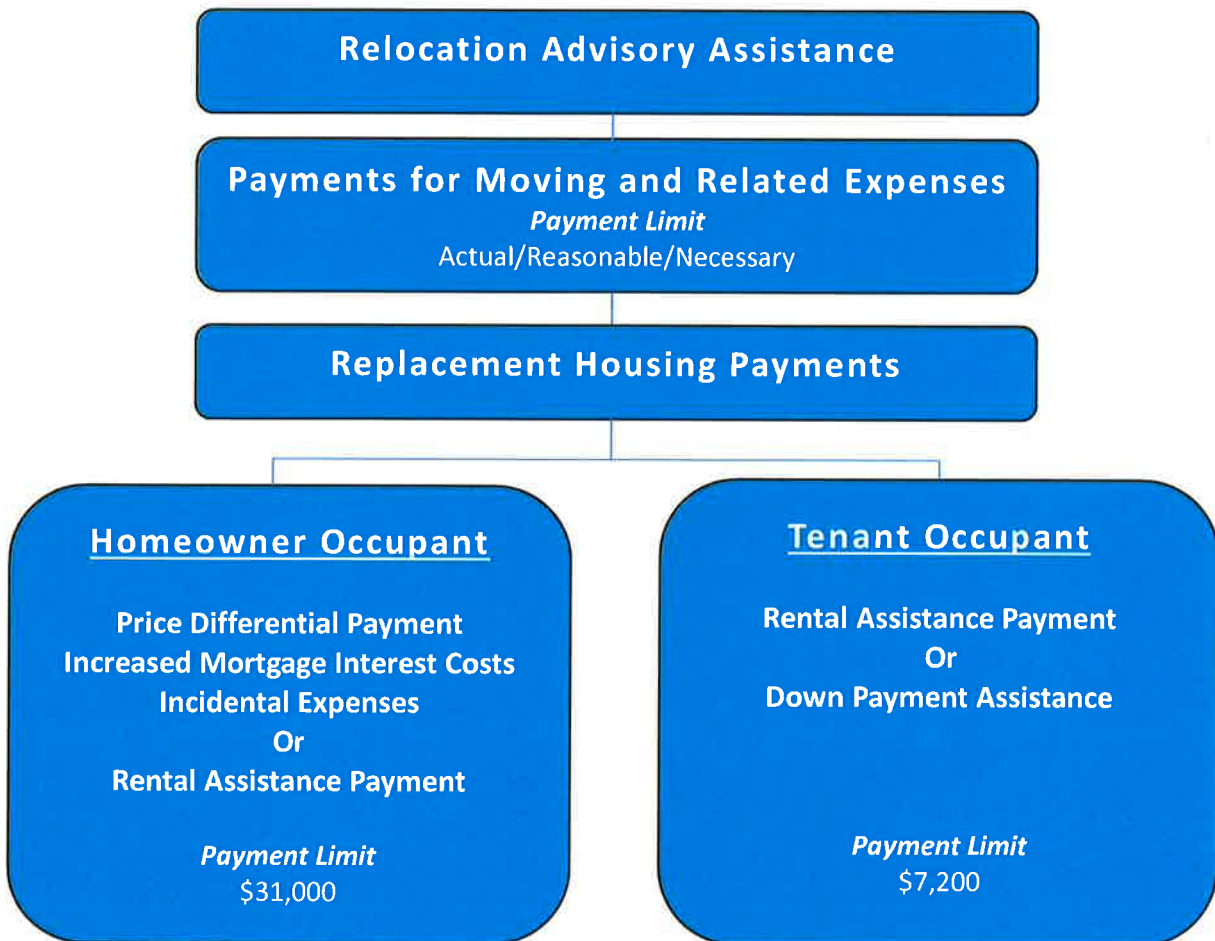 Relocation Advisory Assistance
Payments for Moving and Related Expenses
Payment Limit
Actual/Reasonable/Necessary
Replacement Housing Payments
Homeowner Occupant
Price Differential Payment
Increased Mortgage Interest Costs
Incidental Expenses
Or
Rental Assistance Payment
Payment Limit
$31,000
Tenant Occupant
Rental Assistance Payment
Or
Down Payment Assistance
Payment Limit
$7,200